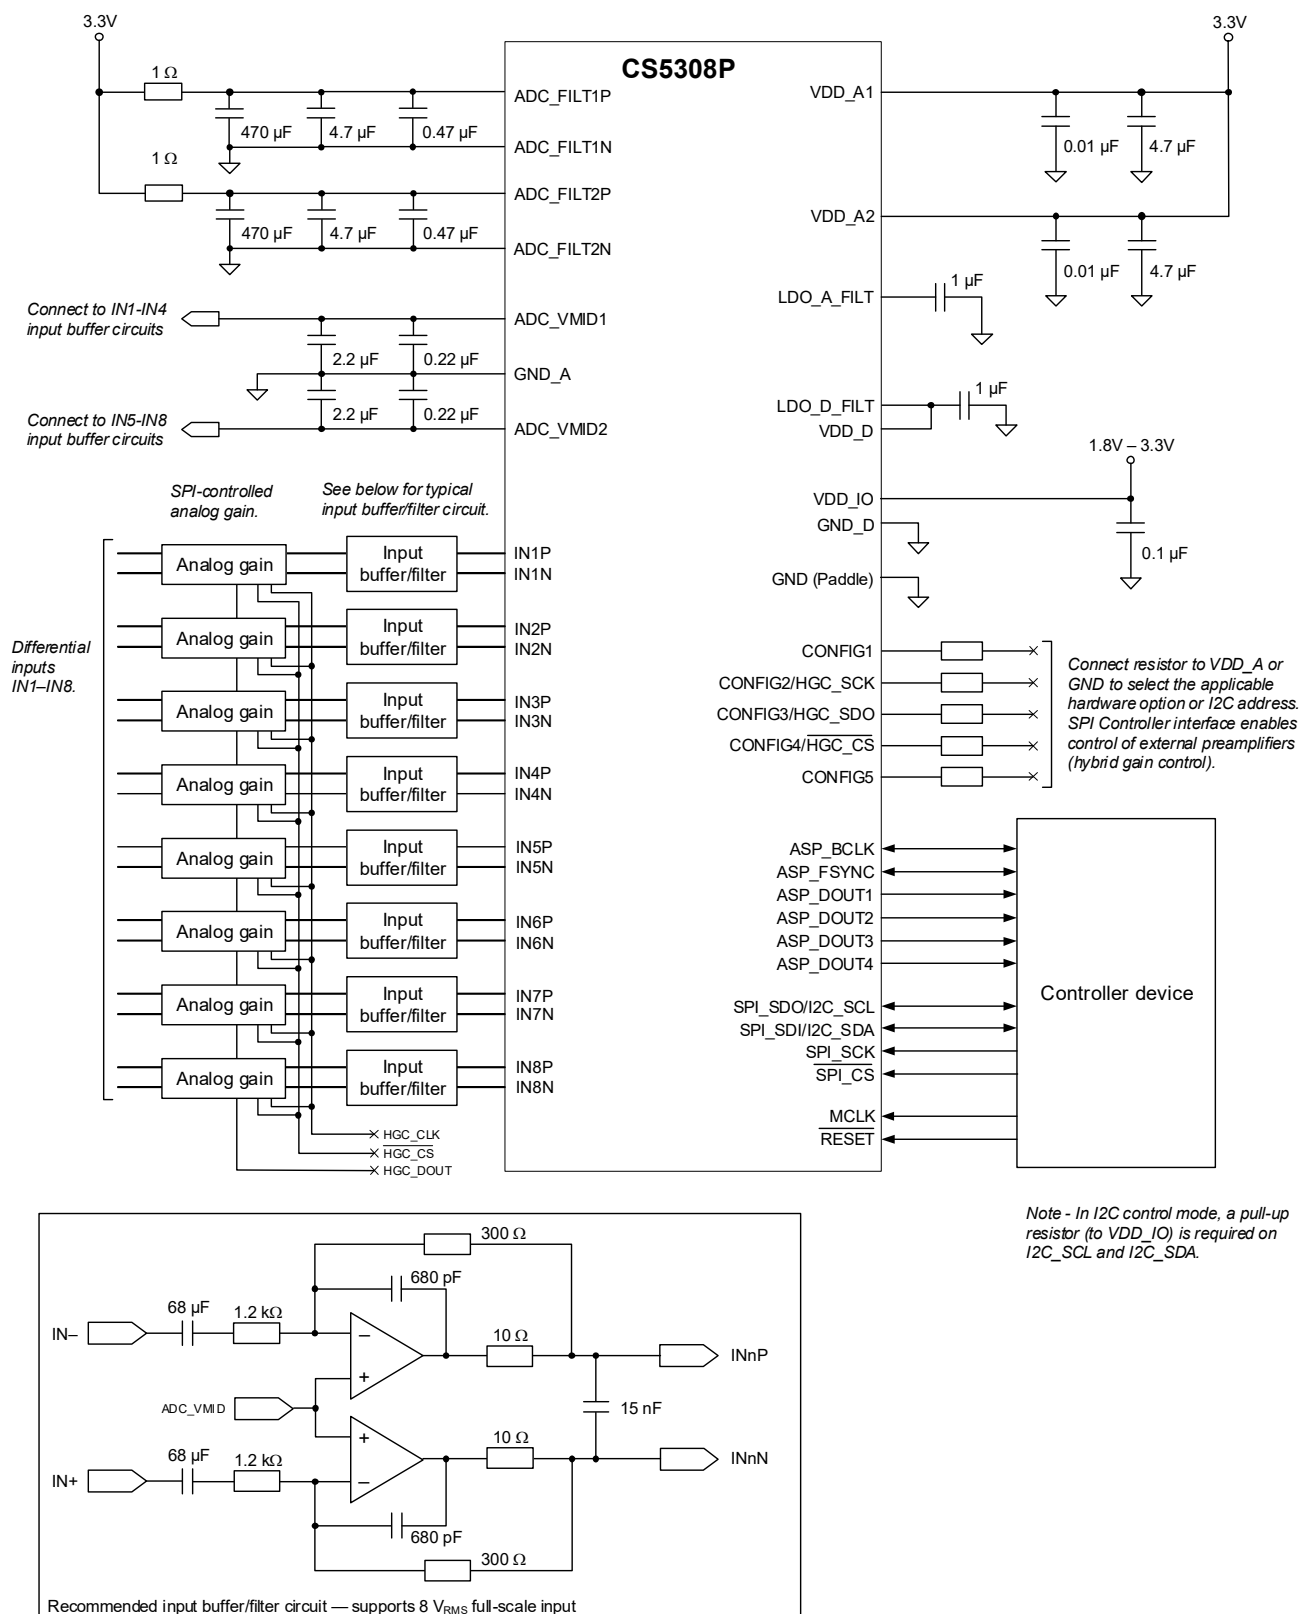 3.3V
3.3V
CS5308P
1 Ω
ADC_FILT1P
VDD_A1
470 µF
4.7 µF
0.47 µF
0.01 µF
4.7 µF
ADC_FILT1N
1 Ω
ADC_FILT2P
VDD_A2
470 µF
4.7 µF
0.47 µF
ADC_FILT2N
0.01 µF
4.7 µF
1 µF
LDO_A_FILT
Connect to IN1-IN4
input buffer circuits
ADC_VMID1
2.2 µF
0.22 µF
GND_A
1 µF
2.2 µF
0.22 µF
LDO_D_FILT
Connect to IN5-IN8
input buffer circuits
ADC_VMID2
VDD_D
1.8V – 3.3V
SPI-controlled
analog gain.
See below for typical
input buffer/filter circuit.
VDD_IO
GND_D
0.1 µF
GND (Paddle)
Differential
inputs
IN1–IN8.
Analog gain
Input
buffer/filter
IN1P
IN1N
Analog gain
Input
buffer/filter
IN2P
IN2N
Analog gain
Input
buffer/filter
IN3P
IN3N
Analog gain
Input
buffer/filter
IN4P
IN4N
Analog gain
Input
buffer/filter
IN5P
IN5N
Analog gain
Input
buffer/filter
IN6P
IN6N
Analog gain
Input
buffer/filter
IN7P
IN7N
Analog gain
Input
buffer/filter
IN8P
IN8N
HGC_CLK
HGC_CS
HGC_DOUT
CONFIG1
CONFIG2/HGC_SCK
CONFIG3/HGC_SDO
CONFIG4/HGC_CS
CONFIG5
Connect resistor to VDD_A or
GND to select the applicable
hardware option or I2C address.
SPI Controller interface enables
control of external preamplifiers
(hybrid gain control).
ASP_BCLK
ASP_FSYNC
ASP_DOUT1
ASP_DOUT2
ASP_DOUT3
ASP_DOUT4
SPI_SDO/I2C_SCL
SPI_SDI/I2C_SDA
SPI_SCK
SPI_CS
MCLK
RESET
Controller device
Note - In I2C control mode, a pull-up
resistor (to VDD_IO) is required on
I2C_SCL and I2C_SDA.
300 Ω
680 pF
68 µF
1.2 kΩ
IN–
–
+
10 Ω
INnP
ADC_VMID
15 nF
68 µF
1.2 kΩ
IN+
+
–
10 Ω
INnN
680 pF
300 Ω
Recommended input buffer/filter circuit — supports 8 VRMS full-scale input